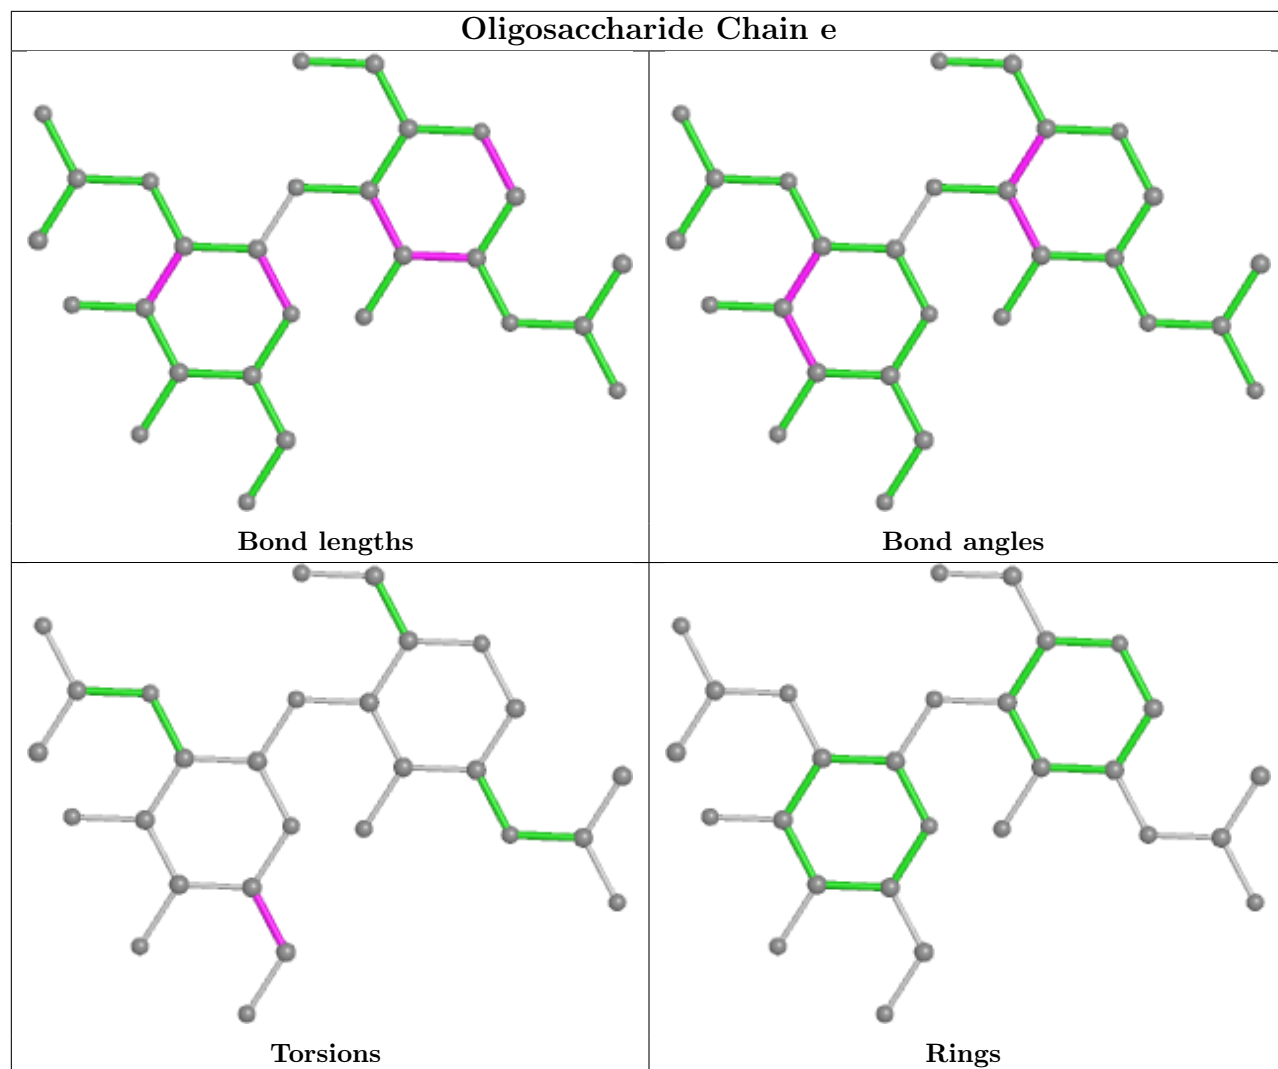 Oligosaccharide Chain e
Bond lengths
Bond angles
Torsions
Rings